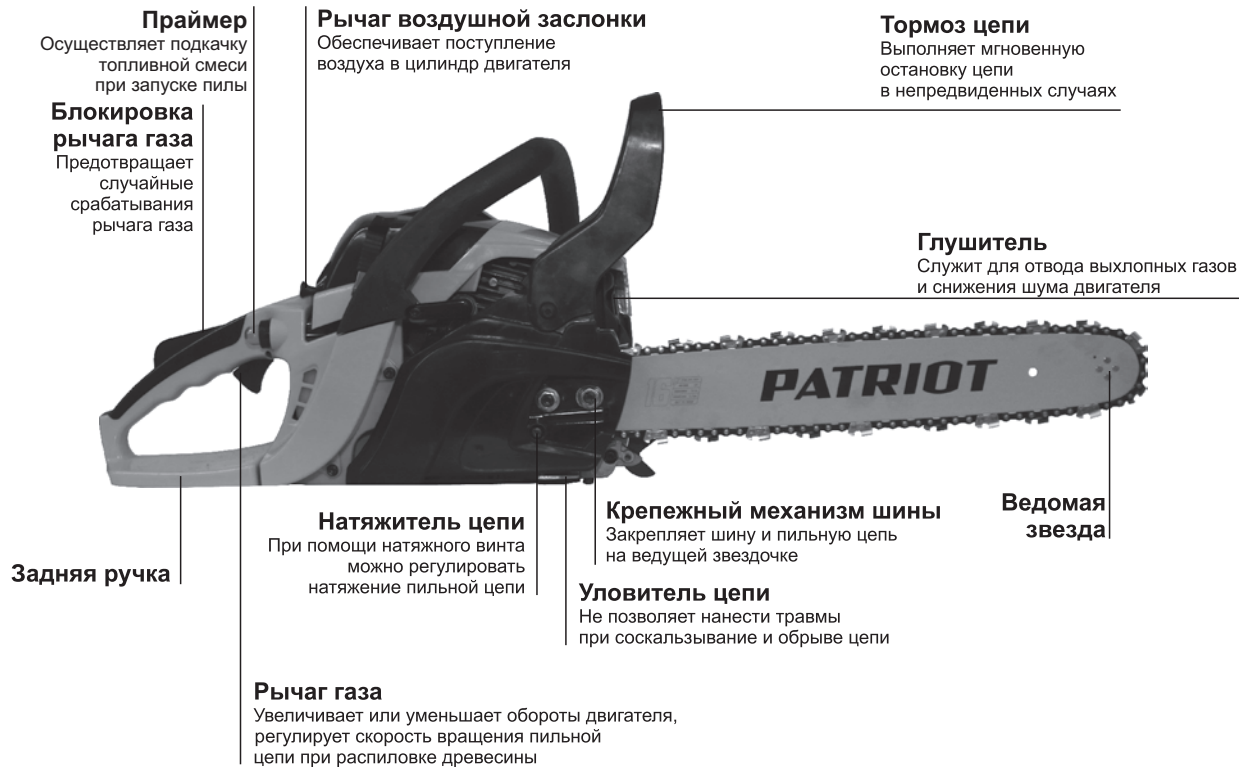 Праймер
Осуществляет подкачку
топливной смеси
при запуске пилы
Рычаг воздушной заслонки
Обеспечивает поступление
воздуха в цилиндр двигателя
Тормоз цепи
Выполняет мгновенную
остановку цепи
в непредвиденных случаях
Блокировка
рычага газа
Предотвращает
случайные
срабатывания
рычага газа
Глушитель
Служит для отвода выхлопных газов
и снижения шума двигателя
PATRIOT
Ведомая
звезда
Крепежный механизм шины
Закрепляет шину и пильную цепь
на ведущей звездочке
Натяжитель цепи
При помощи натяжного винта
можно регулировать
натяжение пильной цепи
Задняя ручка
Уловитель цепи
Не позволяет нанести травмы
при соскальзывание и обрыве цепи
Рычаг газа
Увеличивает или уменьшает обороты двигателя,
регулирует скорость вращения пильной
цепи при распиловке древесины